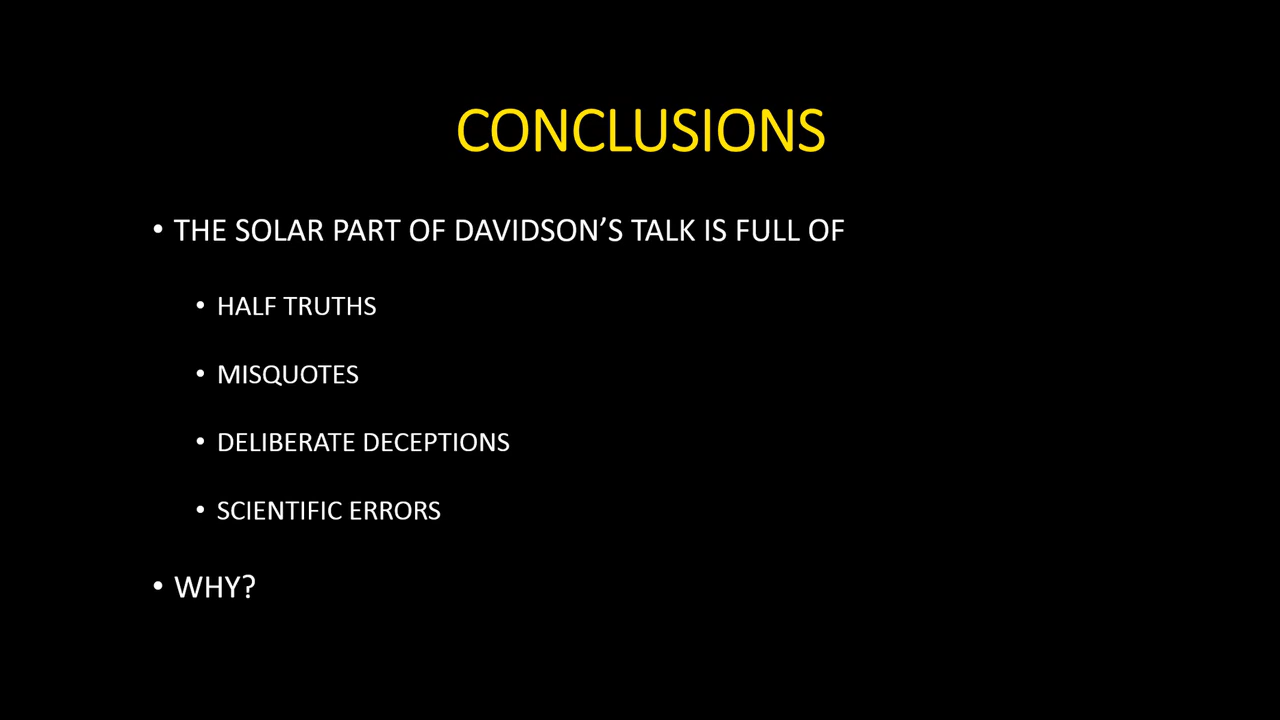 CONCLUSIONS
• THE SOLAR PART OF DAVIDSON’S TALK IS FULL OF
• HALF TRUTHS
• MISQUOTES
• DELIBERATE DECEPTIONS
• SCIENTIFIC ERRORS
• WHY?